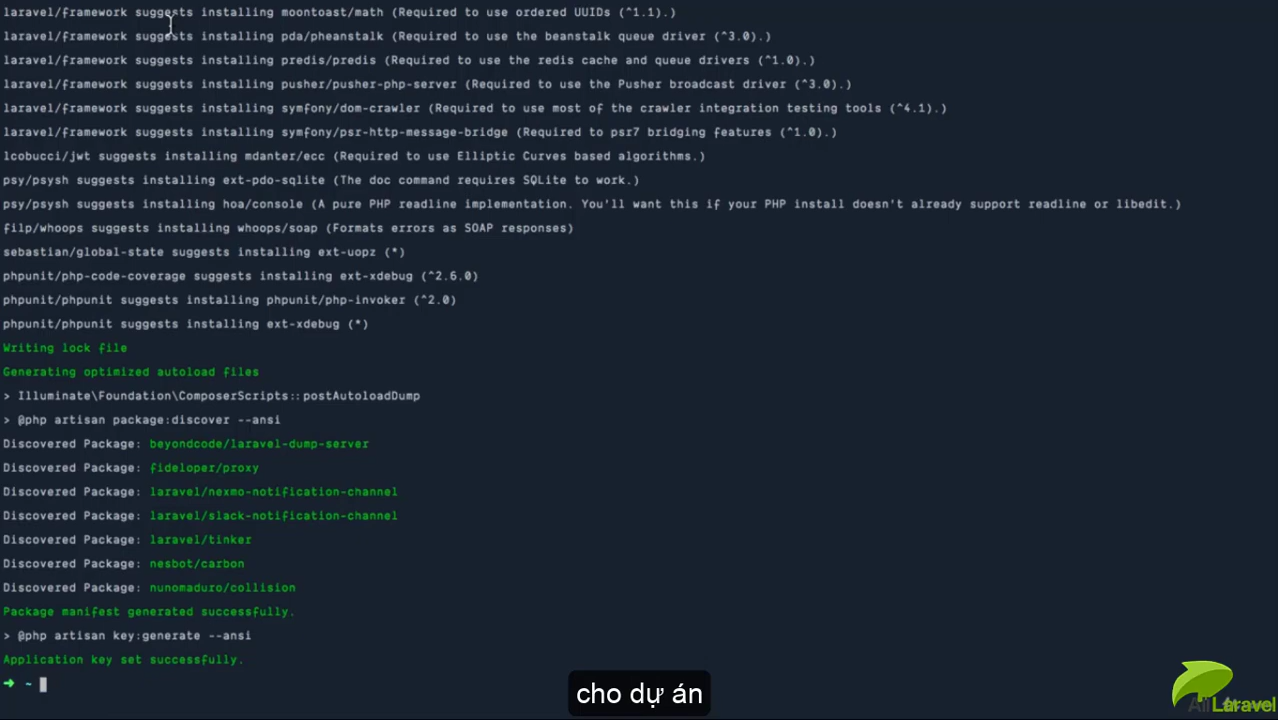 laravel/framework suggests installing moontoast/math (Required to use ordered UUIDs (^1.1).)
laravel/framework suggests installing pda/pheanstalk (Required to use the beanstalk queue driver (^3.0).)
laravel/framework suggests installing predis/predis (Required to use the redis cache and queue drivers (^1.0).)
laravel/framework suggests installing pusher/pusher-php-server (Required to use the Pusher broadcast driver (^3.0).)
laravel/framework suggests installing symfony/dom-crawler (Required to use most of the crawler integration testing tools (^4.1).)
laravel/framework suggests installing symfony/psr-http-message-bridge (Required to psr7 bridging features (^1.0).)
lcobucci/jwt suggests installing mdanter/ecc (Required to use Elliptic Curves based algorithms.)
psy/psysh suggests installing ext-pdo-sqlite (The doc command requires SQLite to work.)
psy/psysh suggests installing hoa/console (A pure PHP readline implementation. You'll want this if your PHP install doesn't already support readline or libedit.)
filp/whoops suggests installing whoops/soap (Formats errors as SOAP responses)
sebastian/global-state suggests installing ext-uopz (*)
phpunit/php-code-coverage suggests installing ext-xdebug (^2.6.0)
phpunit/phpunit suggests installing phpunit/php-invoker (^2.0)
phpunit/phpunit suggests installing ext-xdebug (*)
Writing lock file
Generating optimized autoload files
> Illuminate\Foundation\ComposerScripts::postAutoloadDump
> @php artisan package:discover --ansi
Discovered Package: beyondcode/laravel-dump-server
Discovered Package: fideloper/proxy
Discovered Package: laravel/nexmo-notification-channel
Discovered Package: laravel/slack-notification-channel
Discovered Package: laravel/tinker
Discovered Package: nesbot/carbon
Discovered Package: nunomaduro/collision
Package manifest generated successfully.
> @php artisan key:generate --ansi
Application key set successfully.
➜ ~
cho dự án
All Laravel